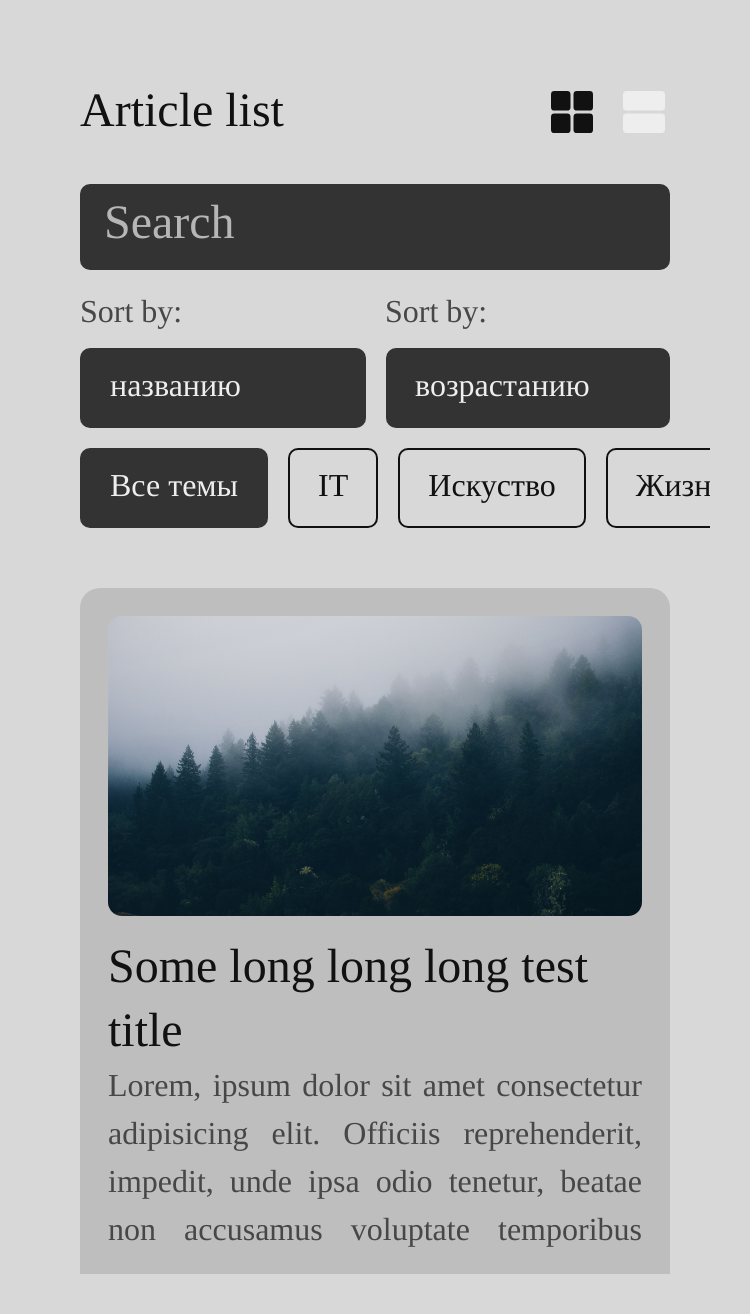 Article list
Search
Sort by: Sort by:
названию возрастанию
Все темы IT Искуство Жизн
Some long long long test
title
Lorem, ipsum dolor sit amet consectetur
adipisicing elit. Officiis reprehenderit,
impedit, unde ipsa odio tenetur, beatae
non accusamus voluptate temporibus